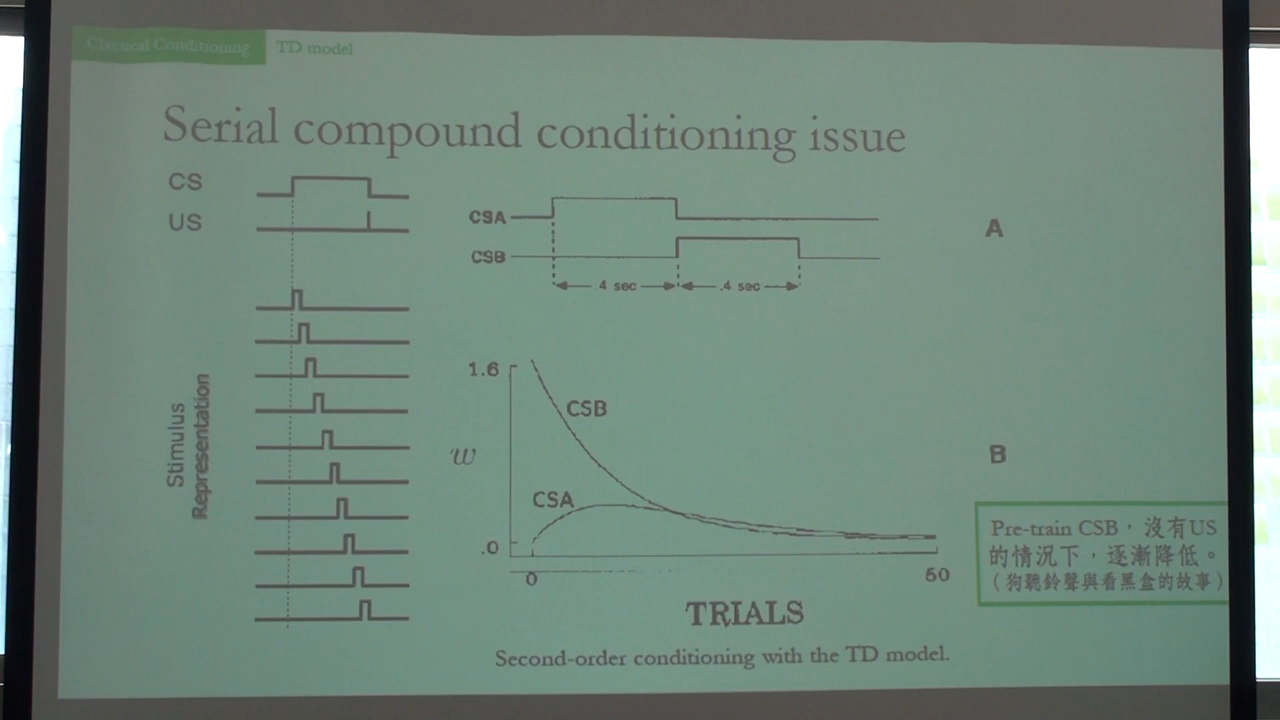 Classical Conditioning TD model
Serial compound conditioning issue
CS
US
Stimulus
Representation
CSA
CSB
4 sec .4 sec
A
1.6
CSB
w
CSA
.0
0 50
TRIALS
B
Second-order conditioning with the TD model.
Pre-train CSB，沒有US
的情況下，逐漸降低。
（狗聽鈴聲與看黑盒的故事）